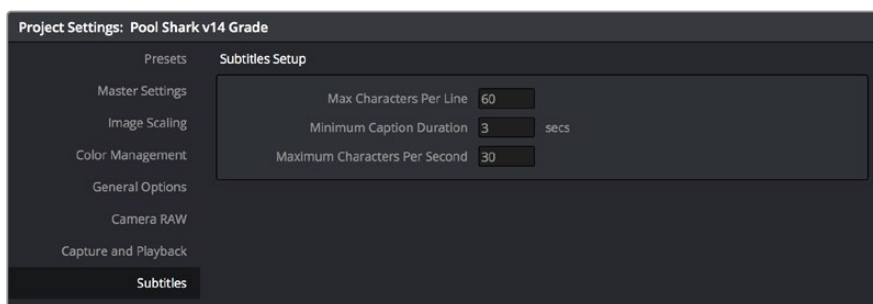 Project Settings: Pool Shark v14 Grade
Presets
Master Settings
Image Scaling
Color Management
General Options
Camera RAW
Capture and Playback
Subtitles
Subtitles Setup
Max Characters Per Line 60
Minimum Caption Duration 3 secs
Maximum Characters Per Second 30